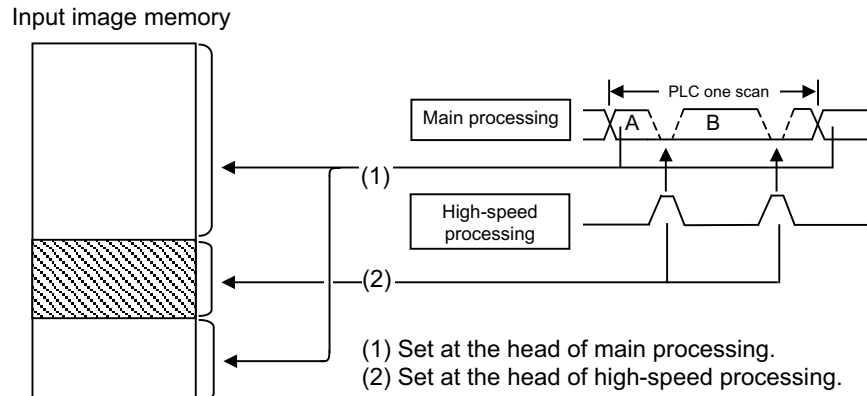 Input image memory
PLC one scan
Main processing
A
B
(1)
High-speed
processing
(2)
(1) Set at the head of main processing.
(2) Set at the head of high-speed processing.